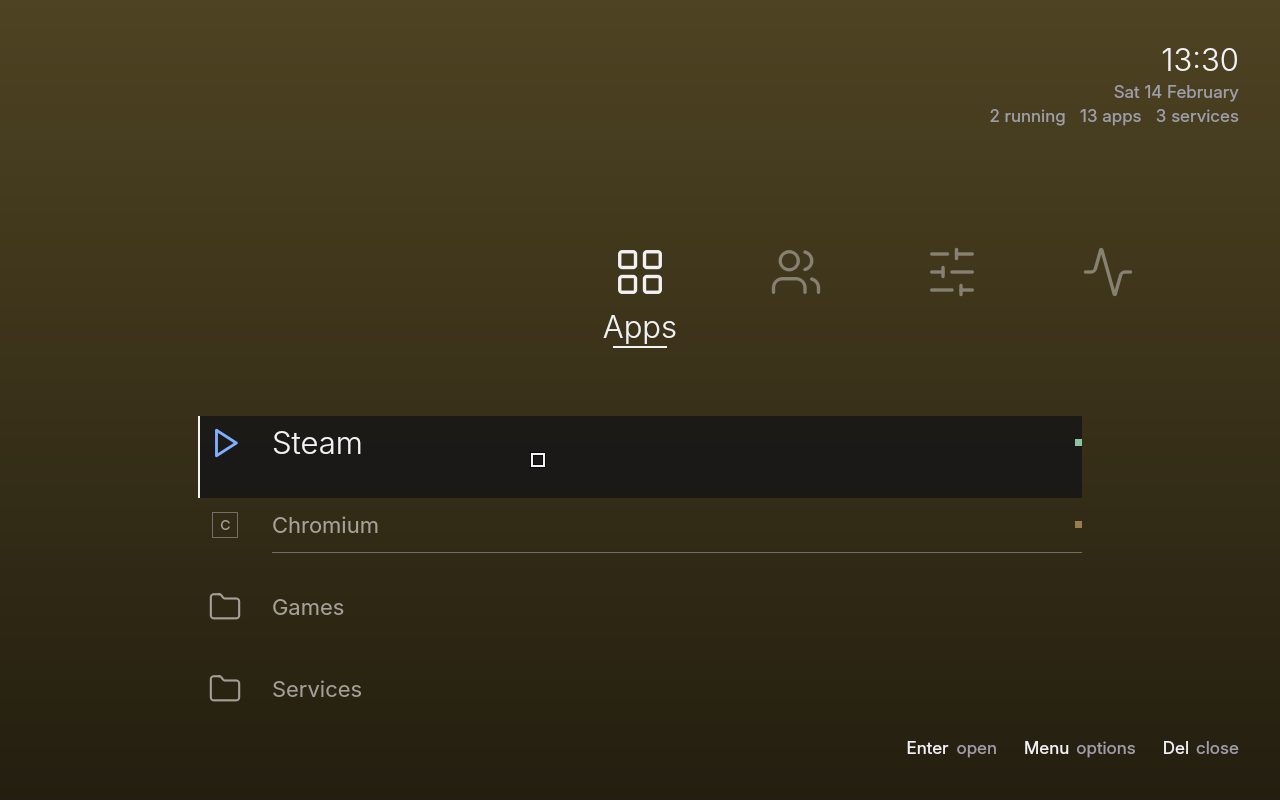 13:30
Sat 14 February
2 running 13 apps 3 services
Apps
Steam
C Chromium
Games
Services
Enter open Menu options Del close